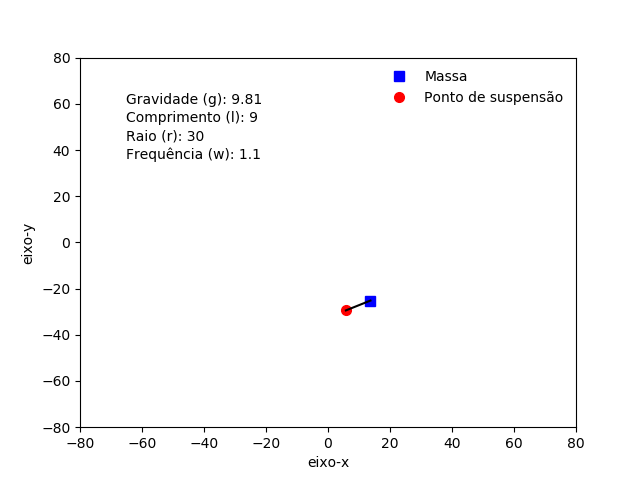 Massa
Ponto de suspensão
Gravidade (g): 9.81
Comprimento (l): 9
Raio (r): 30
Frequência (w): 1.1
80
60
40
20
0
−20
−40
−60
−80
eixo-y
−80 −60 −40 −20 0 20 40 60 80
eixo-x